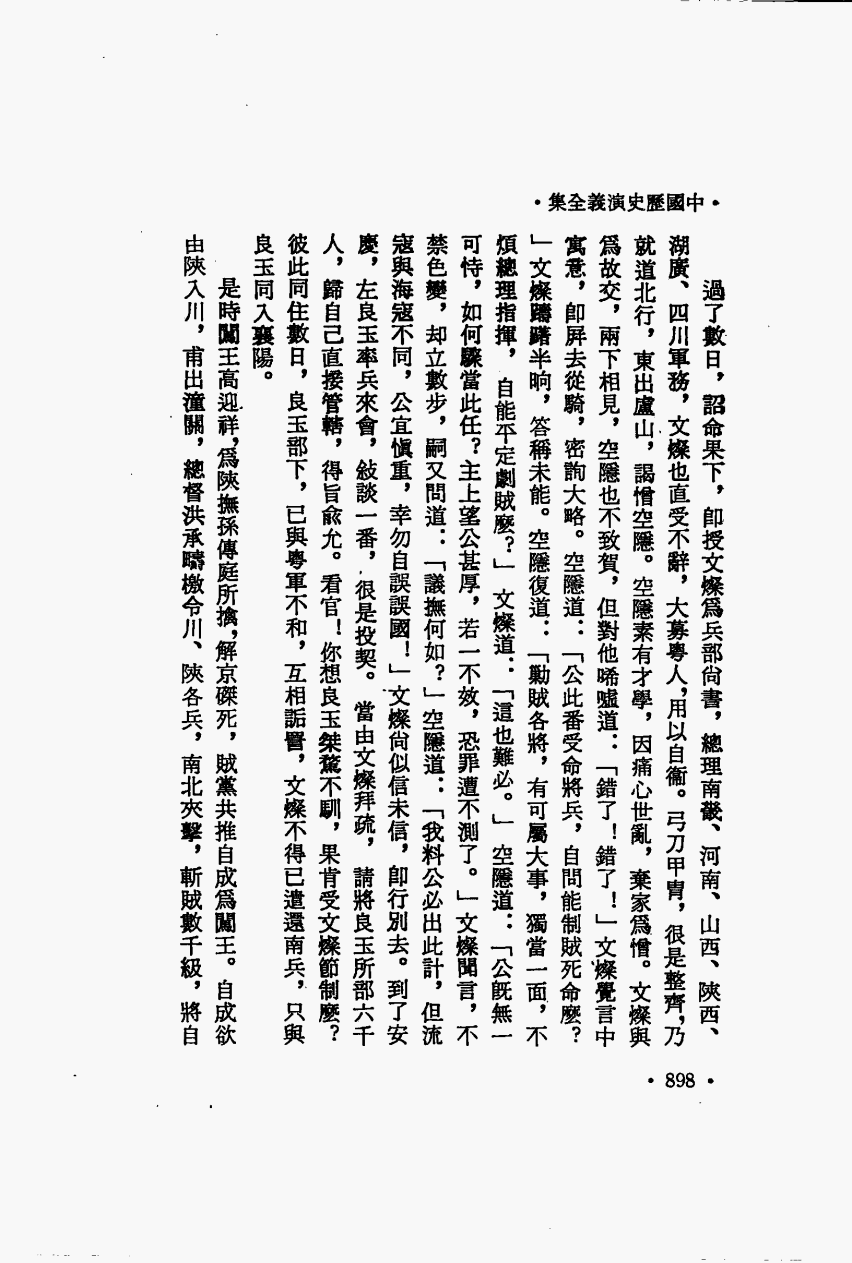 •中國歷史演義全集•
過了數日，詔命果下，卽授文燦爲兵部尙書，總理南畿、河南、山西、陝西、
湖廣、四川軍務，文燦也直受不辭，大募粵人，用以自衞。弓刀甲冑，很是整齊，乃
就道北行，東出廬山，謁僧空隱。空隱素有才學，因痛心世亂，棄家爲僧。文燦與
爲故交，兩下相見，空隱也不致賀，但對他唏噓道：「錯了！錯了！」文燦覺言中
寓意，卽屏去從騎，密詢大略。空隱道：「公此番受命將兵，自問能制賊死命麽？
」文燦躊躇半晌，答稱未能。空隱復道：「勦賊各將，有可屬大事，獨當一面，不
煩總理指揮，自能平定劇賊麽？」文燦道：「這也難必。」空隱道：「公旣無一
可恃，如何驟當此任？主上望公甚厚，若一不效，恐罪遭不測了。」文燦聞言，不
禁色變，却立數步，嗣又問道：「議撫何如？」空隱道：「我料公必出此計，但流
寇與海寇不同，公宜愼重，幸勿自誤誤國！」文燦尙似信未信，卽行別去。到了安
慶，左良玉率兵來會，敍談一番，很是投契。當由文燦拜疏，請將良玉所部六千
人，歸自己直接管轄，得旨兪允。看官！你想良玉桀驁不馴，果肯受文燦節制麽？
彼此同住數日，良玉部下，已與粵軍不和，互相詬詈，文燦不得已遣還南兵，只與
良玉同入襄陽。
是時闖王高迎祥，爲陝撫孫傳庭所擒，解京磔死，賊黨共推自成爲闖王。自成欲
由陝入川，甫出潼關，總督洪承疇檄令川、陝各兵，南北夾擊，斬賊數千級，將自
•898•